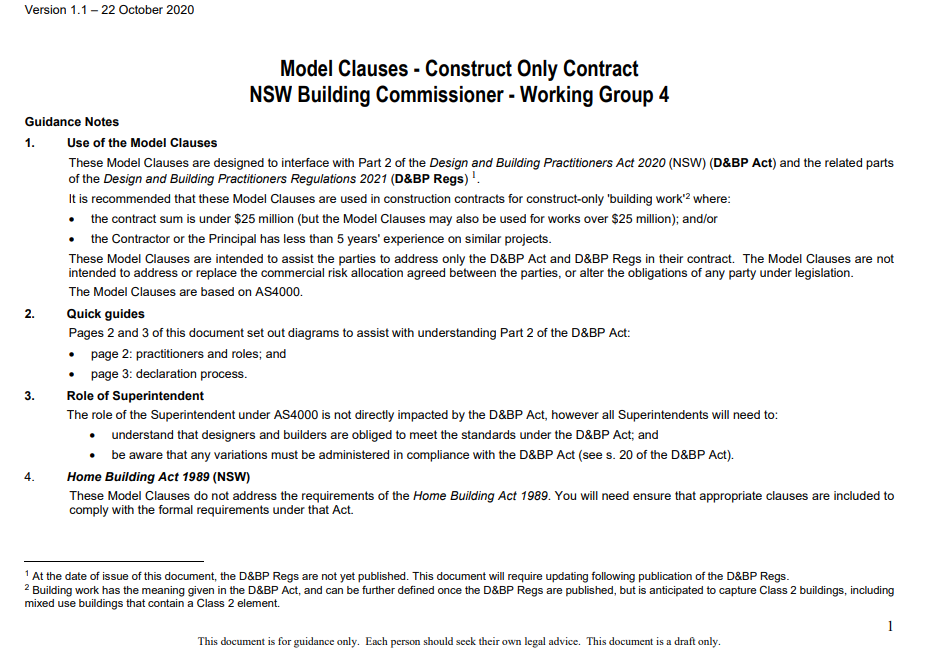 Version 1.1 – 22 October 2020
Model Clauses - Construct Only Contract
NSW Building Commissioner - Working Group 4
Guidance Notes
1. Use of the Model Clauses
These Model Clauses are designed to interface with Part 2 of the Design and Building Practitioners Act 2020 (NSW) (D&BP Act) and the related parts
of the Design and Building Practitioners Regulations 2021 (D&BP Regs) 1.
It is recommended that these Model Clauses are used in construction contracts for construct-only 'building work'2 where:
• the contract sum is under $25 million (but the Model Clauses may also be used for works over $25 million); and/or
• the Contractor or the Principal has less than 5 years' experience on similar projects.
These Model Clauses are intended to assist the parties to address only the D&BP Act and D&BP Regs in their contract. The Model Clauses are not
intended to address or replace the commercial risk allocation agreed between the parties, or alter the obligations of any party under legislation.
The Model Clauses are based on AS4000.
2. Quick guides
Pages 2 and 3 of this document set out diagrams to assist with understanding Part 2 of the D&BP Act:
• page 2: practitioners and roles; and
• page 3: declaration process.
3. Role of Superintendent
The role of the Superintendent under AS4000 is not directly impacted by the D&BP Act, however all Superintendents will need to:
• understand that designers and builders are obliged to meet the standards under the D&BP Act; and
• be aware that any variations must be administered in compliance with the D&BP Act (see s. 20 of the D&BP Act).
4. Home Building Act 1989 (NSW)
These Model Clauses do not address the requirements of the Home Building Act 1989. You will need ensure that appropriate clauses are included to
comply with the formal requirements under that Act.
1 At the date of issue of this document, the D&BP Regs are not yet published. This document will require updating following publication of the D&BP Regs.
2 Building work has the meaning given in the D&BP Act, and can be further defined once the D&BP Regs are published, but is anticipated to capture Class 2 buildings, including
mixed use buildings that contain a Class 2 element.
1
This document is for guidance only. Each person should seek their own legal advice. This document is a draft only.